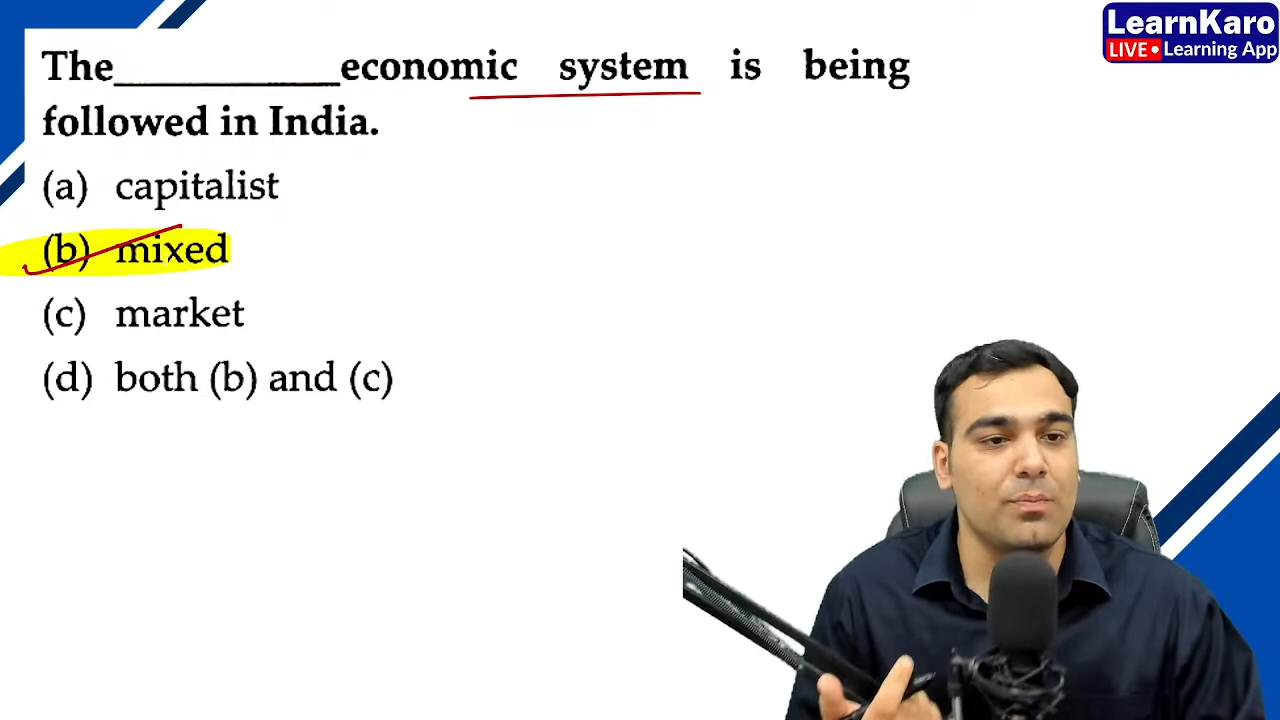 LearnKaro
LIVE • Learning App
The____________economic system is being
followed in India.
(a) capitalist
(b) mixed
(c) market
(d) both (b) and (c)